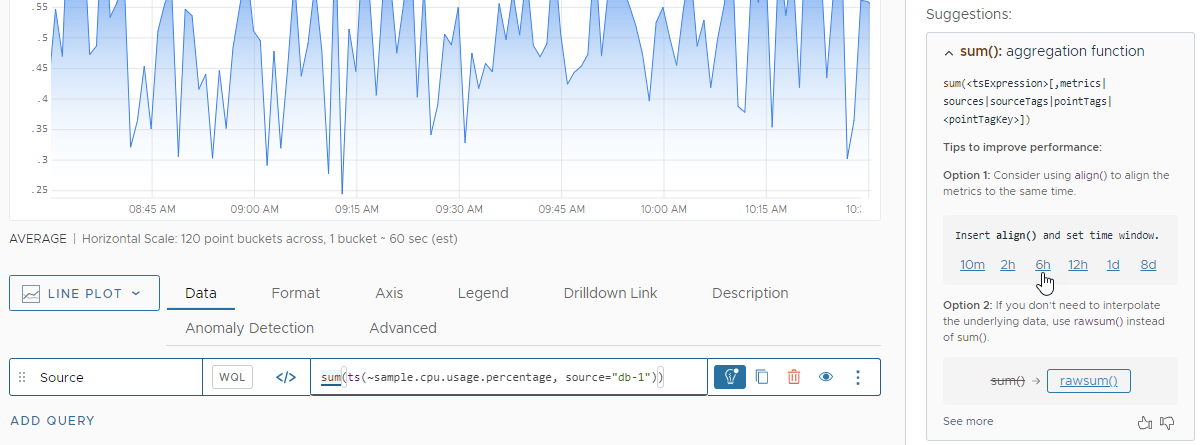 .55
.5
.45
.4
.35
.3
.25
08:45 AM 09:00 AM 09:15 AM 09:30 AM 09:45 AM 10:00 AM 10:15 AM 10:
AVERAGE | Horizontal Scale: 120 point buckets across, 1 bucket ~ 60 sec (est)
LINE PLOT
Data Format Axis Legend Drilldown Link Description
Anomaly Detection Advanced
Source WQL </> sum(ts(~sample.cpu.usage.percentage, source="db-1"))
ADD QUERY
Suggestions:
sum(): aggregation function
sum(<tsExpression>[,metrics|
sources|sourceTags|pointTags|
<pointTagKey>])
Tips to improve performance:
Option 1: Consider using align() to align the
metrics to the same time.
Insert align() and set time window.
10m 2h 6h 12h 1d 8d
Option 2: If you don't need to interpolate
the underlying data, use rawsum() instead
of sum().
sum() → rawsum()
See more